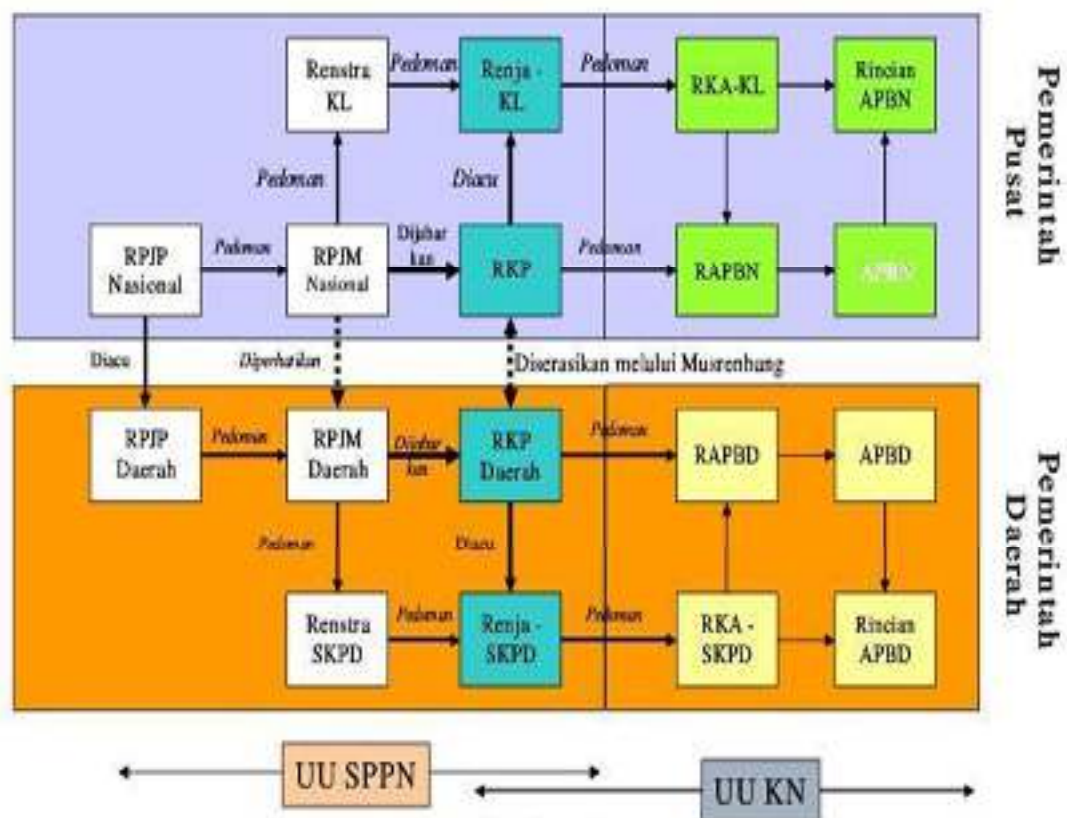 Pedoman
Pedoman
Renstra
KL
Renja -
KL
RKA-KL
Rincian
APBN
Pedoman
Diacu
RPJP
Nasional
Pedoman
RPJM
Nasional
Dijabar
kan
RKP
Pedoman
RAPBN
APBN
Pemerintah
Pusat
Diacu
Diperhatikan
Diserasikan melului Musrenbang
RPJP
Daerah
Pedoman
RPJM
Daerah
Dijabar
kan
RKP
Daerah
Pedoman
RAPBD
APBD
Pedoman
Diacu
Renstra
SKPD
Pedoman
Renja -
SKPD
Pedoman
RKA -
SKPD
Rincian
APBD
Pemerintah
Daerah
UU SPPN
UU KN